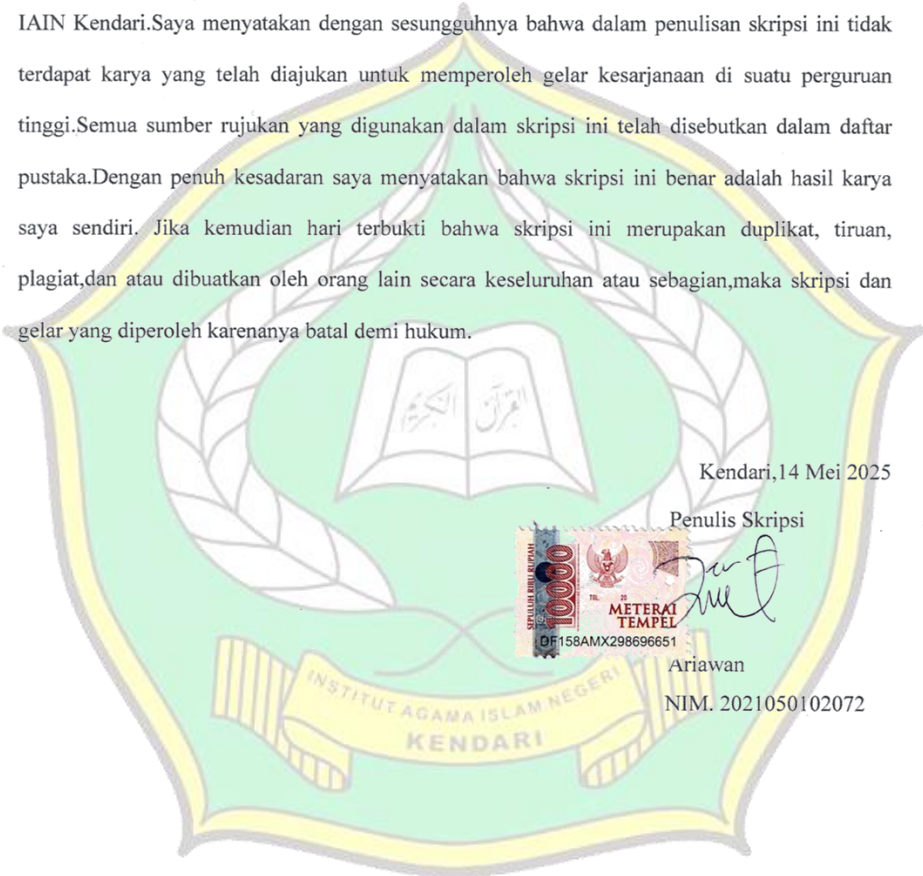 IAIN Kendari.Saya menyatakan dengan sesungguhnya bahwa dalam penulisan skripsi ini tidak
terdapat karya yang telah diajukan untuk memperoleh gelar kesarjanaan di suatu perguruan
tinggi.Semua sumber rujukan yang digunakan dalam skripsi ini telah disebutkan dalam daftar
pustaka.Dengan penuh kesadaran saya menyatakan bahwa skripsi ini benar adalah hasil karya
saya sendiri. Jika kemudian hari terbukti bahwa skripsi ini merupakan duplikat, tiruan,
plagiat,dan atau dibuatkan oleh orang lain secara keseluruhan atau sebagian,maka skripsi dan
gelar yang diperoleh karenanya batal demi hukum.
القرآن الكريم
Kendari,14 Mei 2025
Penulis Skripsi
SEPULUH RIBU RUPIAH
10000
TGL. 20
METERAI
TEMPEL
DF158AMX298696651
Ariawan
NIM. 2021050102072
INSTITUT AGAMA ISLAM NEGERI
KENDARI